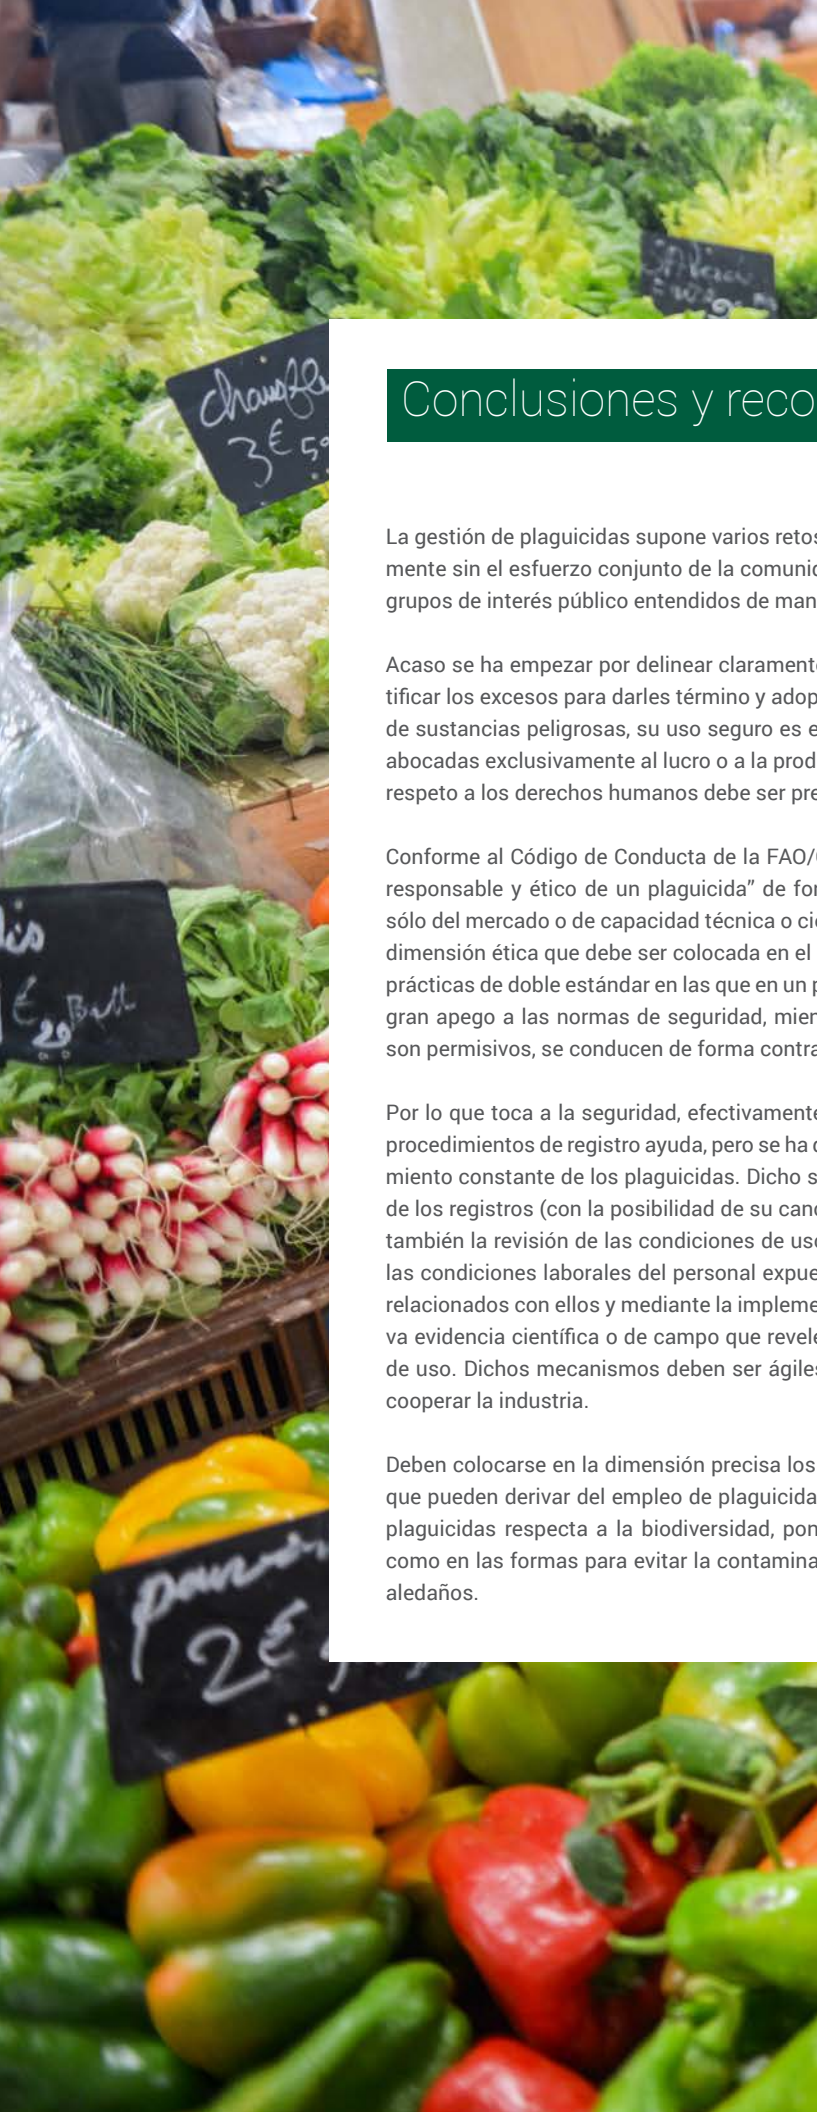 3€
Conclusiones y reco
La gestión de plaguicidas supone varios retos
mente sin el esfuerzo conjunto de la comunid
grupos de interés público entendidos de man
Acaso se ha empezar por delinear claramente
tificar los excesos para darles término y adop
de sustancias peligrosas, su uso seguro es e
abocadas exclusivamente al lucro o a la prod
respeto a los derechos humanos debe ser pre
Conforme al Código de Conducta de la FAO/
responsable y ético de un plaguicida” de for
sólo del mercado o de capacidad técnica o cie
dimensión ética que debe ser colocada en el
prácticas de doble estándar en las que en un p
gran apego a las normas de seguridad, mien
son permisivos, se conducen de forma contra
Por lo que toca a la seguridad, efectivamente
procedimientos de registro ayuda, pero se ha
miento constante de los plaguicidas. Dicho s
de los registros (con la posibilidad de su canc
también la revisión de las condiciones de uso
las condiciones laborales del personal expue
relacionados con ellos y mediante la impleme
va evidencia científica o de campo que revele
de uso. Dichos mecanismos deben ser ágiles
cooperar la industria.
Deben colocarse en la dimensión precisa los
que pueden derivar del empleo de plaguicida
plaguicidas respecta a la biodiversidad, pon
como en las formas para evitar la contamina
aledaños.
2€